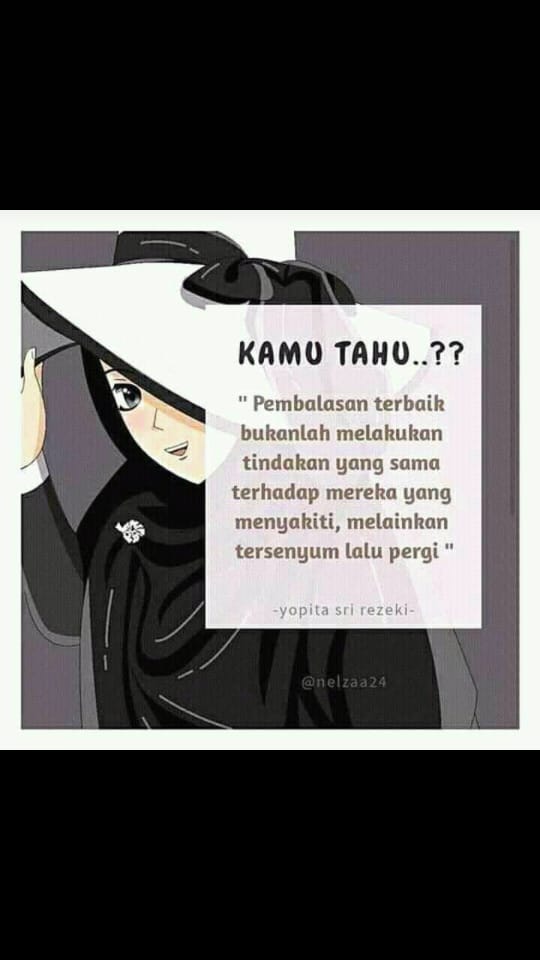 KAMU TAHU..??
" Pembalasan terbaik
bukanlah melakukan
tindakan yang sama
terhadap mereka yang
menyakiti, melainkan
tersenyum lalu pergi "
-yopita sri rezeki-
@nelzaa24